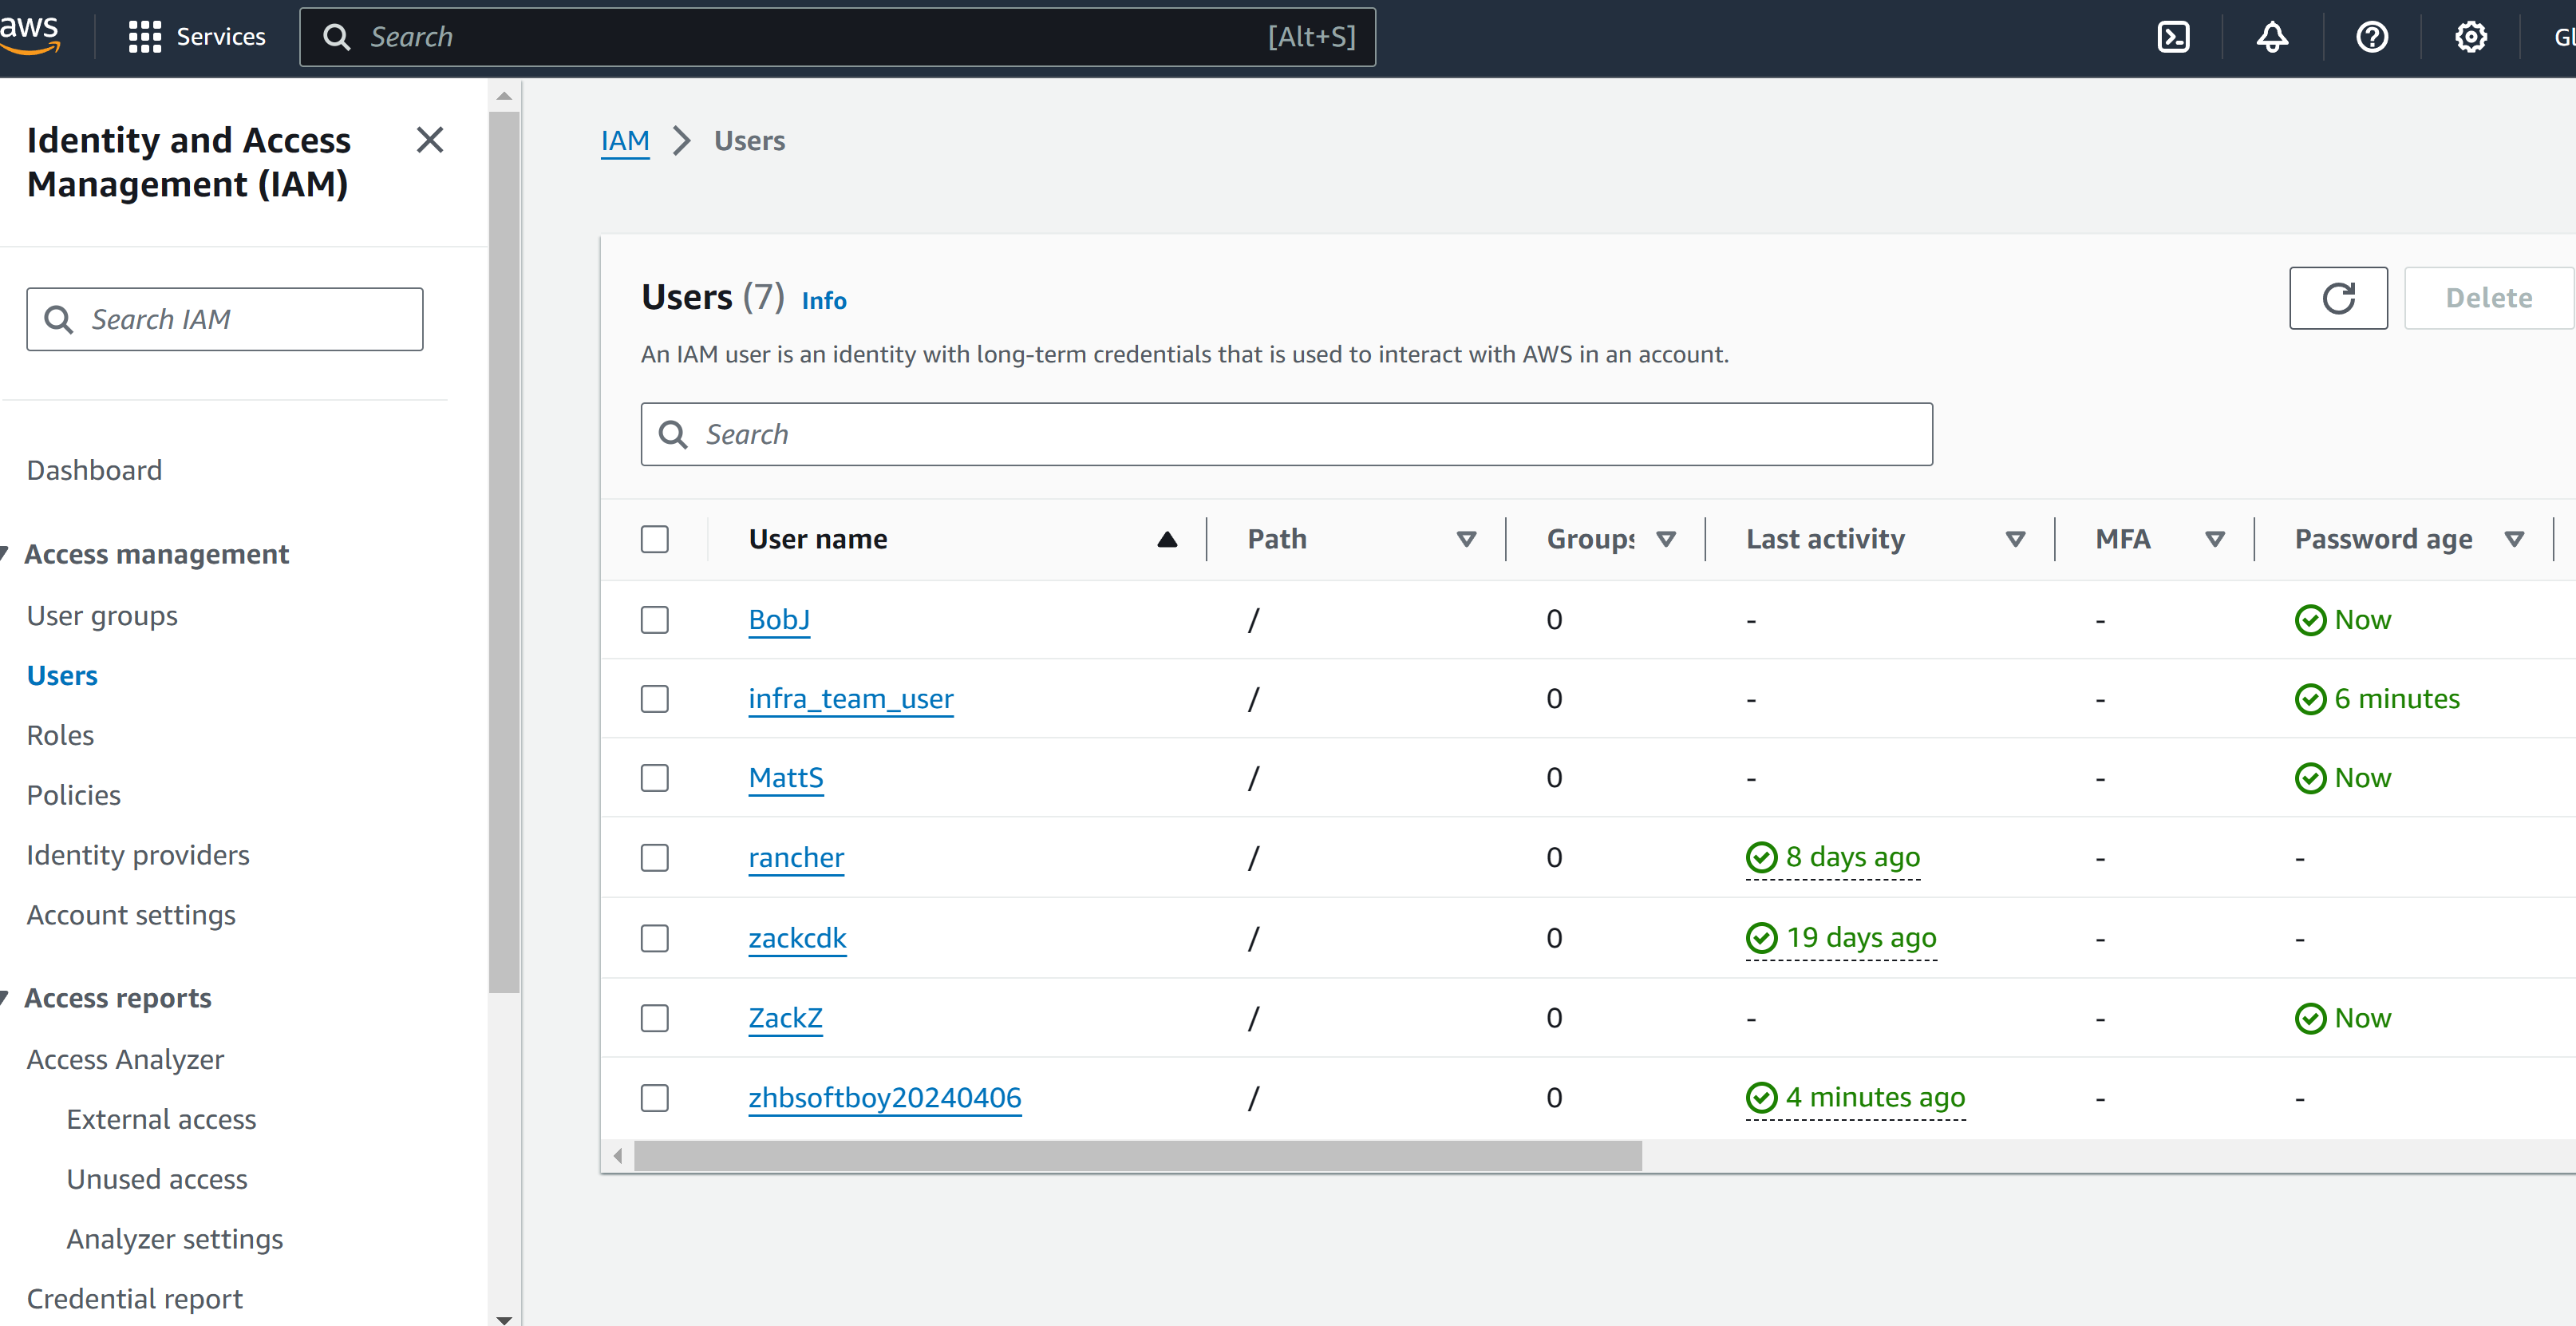 aws Services Search [Alt+S]
Identity and Access
Management (IAM)
Search IAM
Dashboard
Access management
User groups
Users
Roles
Policies
Identity providers
Account settings
Access reports
Access Analyzer
External access
Unused access
Analyzer settings
Credential report
IAM Users
Users (7) Info
Delete
An IAM user is an identity with long-term credentials that is used to interact with AWS in an account.
Search
User name Path Groups Last activity MFA Password age
BobJ / 0 - - Now
infra_team_user / 0 - - 6 minutes
MattS / 0 - - Now
rancher / 0 8 days ago - -
zackcdk / 0 19 days ago - -
ZackZ / 0 - - Now
zhbsoftboy20240406 / 0 4 minutes ago - -